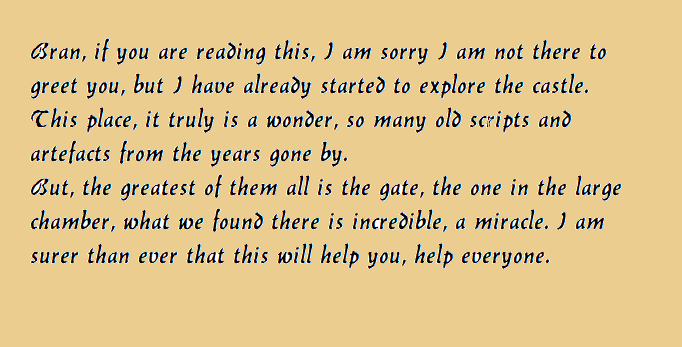 Bran, if you are reading this, I am sorry I am not there to
greet you, but I have already started to explore the castle.
This place, it truly is a wonder, so many old scripts and
artefacts from the years gone by.
But, the greatest of them all is the gate, the one in the large
chamber, what we found there is incredible, a miracle. I am
surer than ever that this will help you, help everyone.